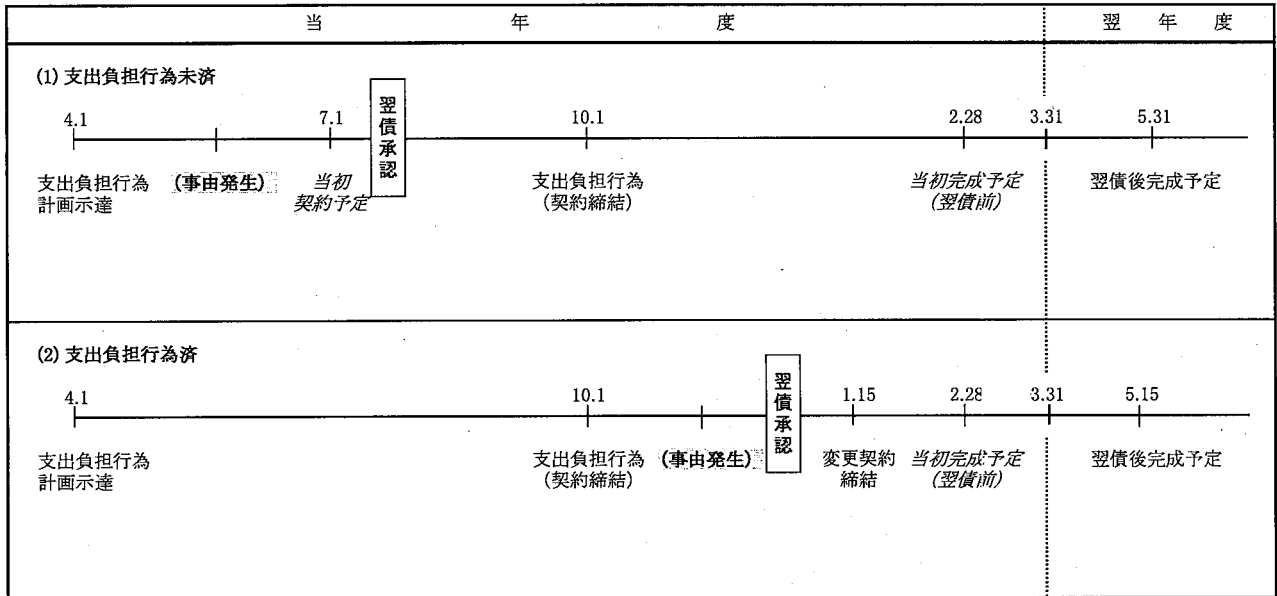 当年度
翌年度
(1) 支出負担行為未済
翌債承認
4.1
7.1
10.1
2.28
3.31
5.31
支出負担行為
計画示達
(事由発生)
当初
契約予定
支出負担行為
(契約締結)
当初完成予定
(翌債前)
翌債後完成予定
(2) 支出負担行為済
翌債承認
4.1
10.1
1.15
2.28
3.31
5.15
支出負担行為
計画示達
支出負担行為
(契約締結)
(事由発生)
変更契約
締結
当初完成予定
(翌債前)
翌債後完成予定